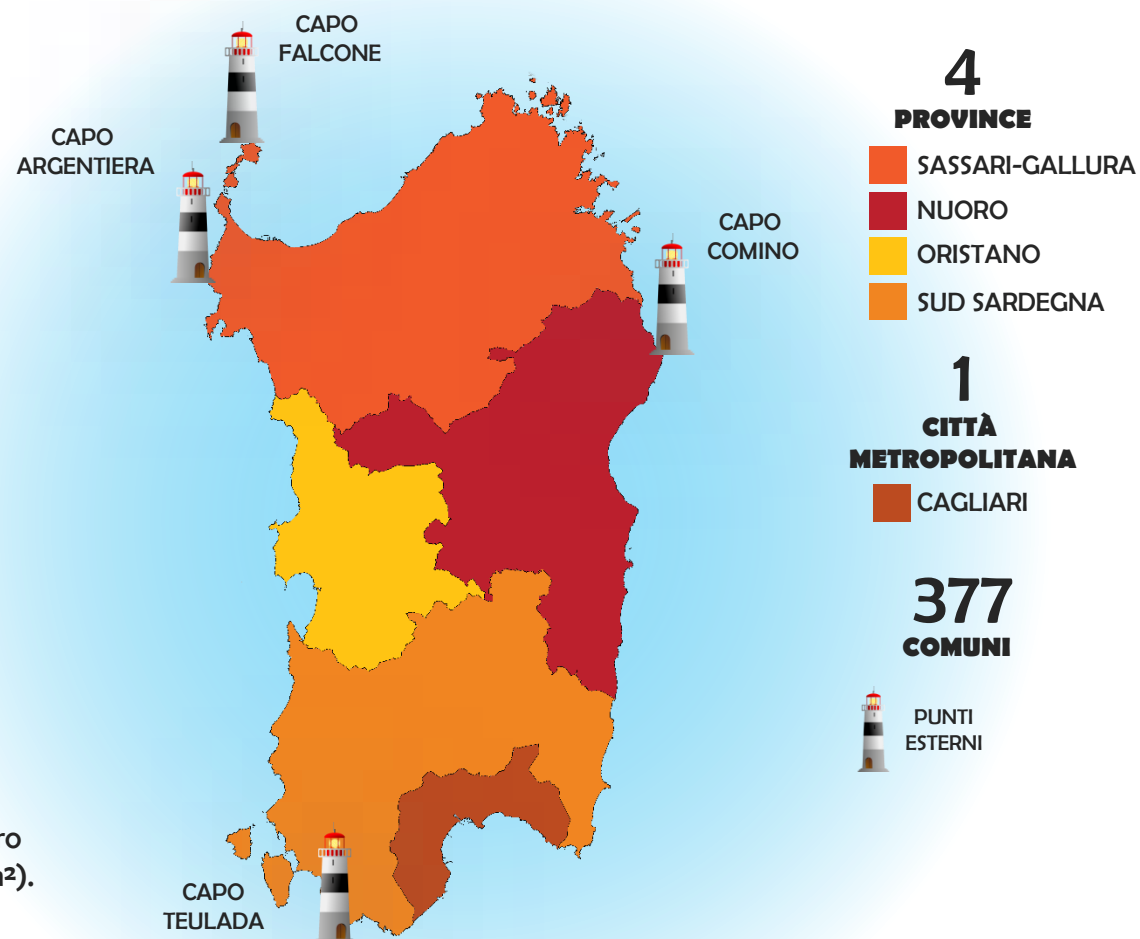 CAPO
FALCONE
CAPO
ARGENTIERA
CAPO
COMINO
CAPO
TEULADA
4
PROVINCE
SASSARI-GALLURA
NUORO
ORISTANO
SUD SARDEGNA
1
CITTÀ
METROPOLITANA
CAGLIARI
377
COMUNI
PUNTI
ESTERNI